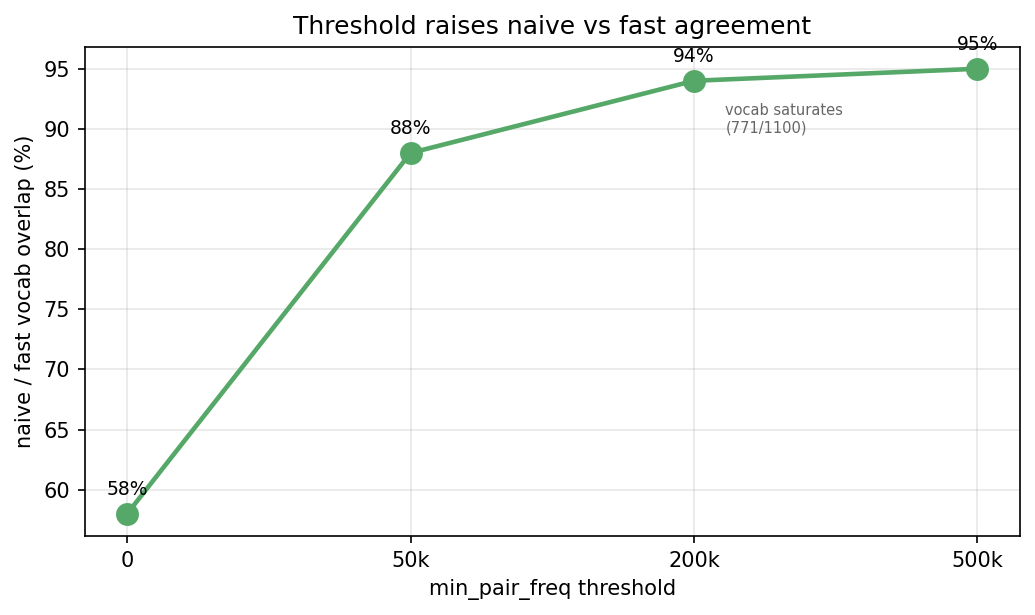 Threshold raises naive vs fast agreement
naive / fast vocab overlap (%)
95
90
85
80
75
70
65
60
58%
88%
94%
95%
vocab saturates
(771/1100)
0
50k
200k
500k
min_pair_freq threshold